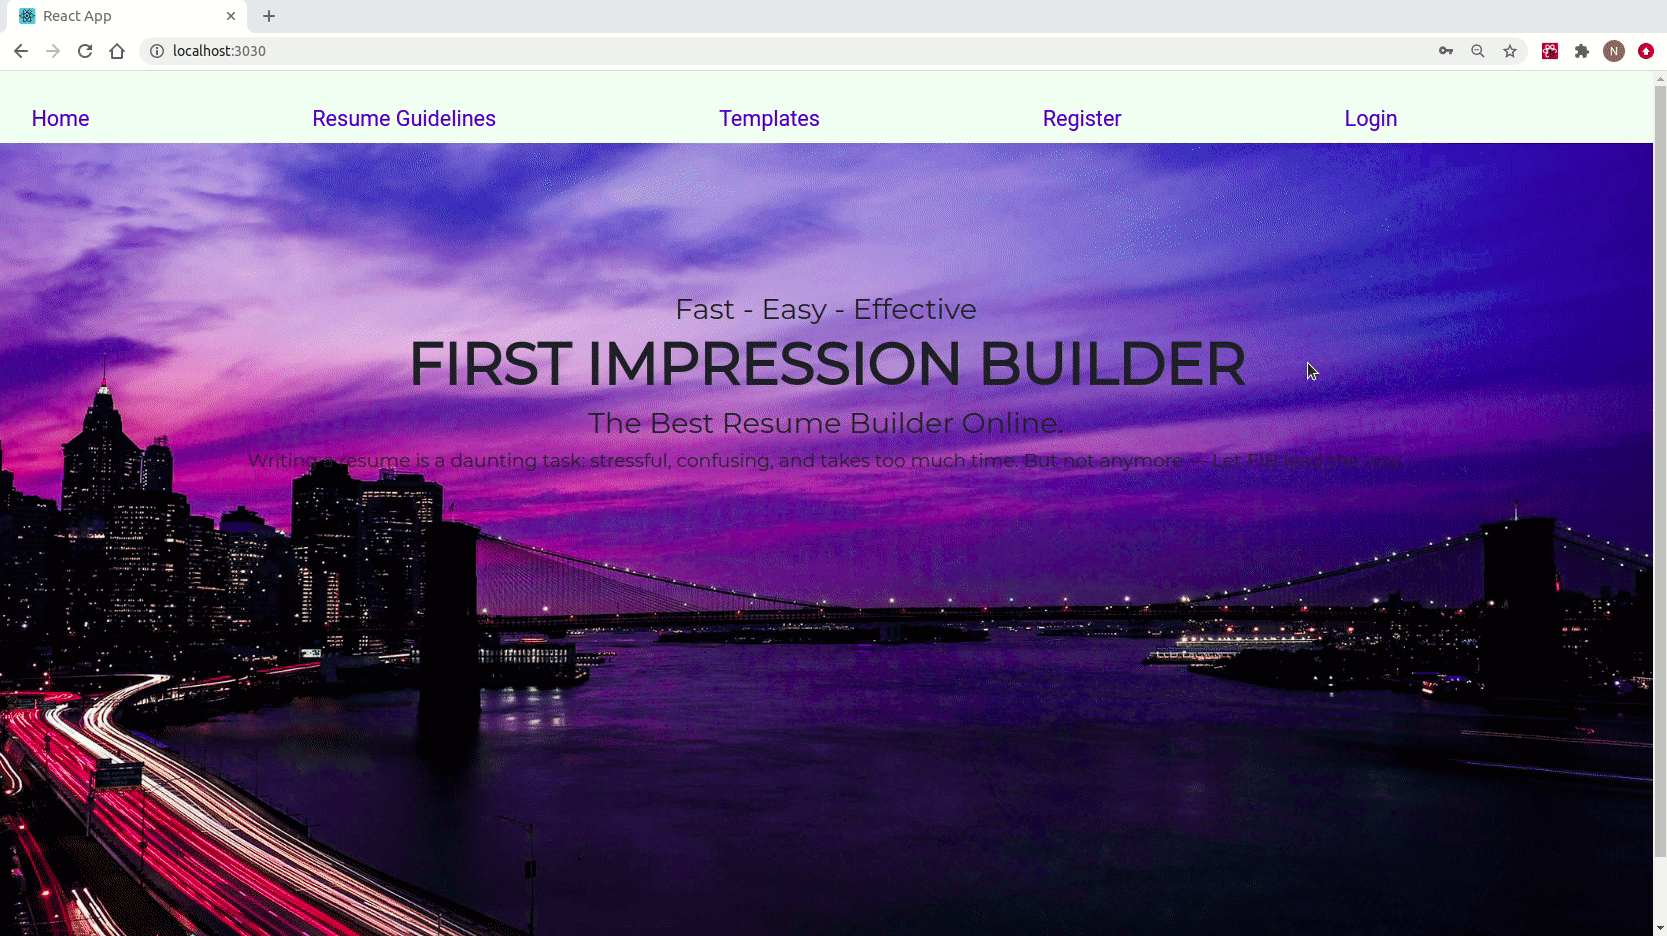 React App
localhost:3030
N
Home Resume Guidelines Templates Register Login
Fast - Easy - Effective
FIRST IMPRESSION BUILDER
The Best Resume Builder Online.
Writing a resume is a daunting task: stressful, confusing, and takes too much time. But not anymore — Let FIB lead the way.